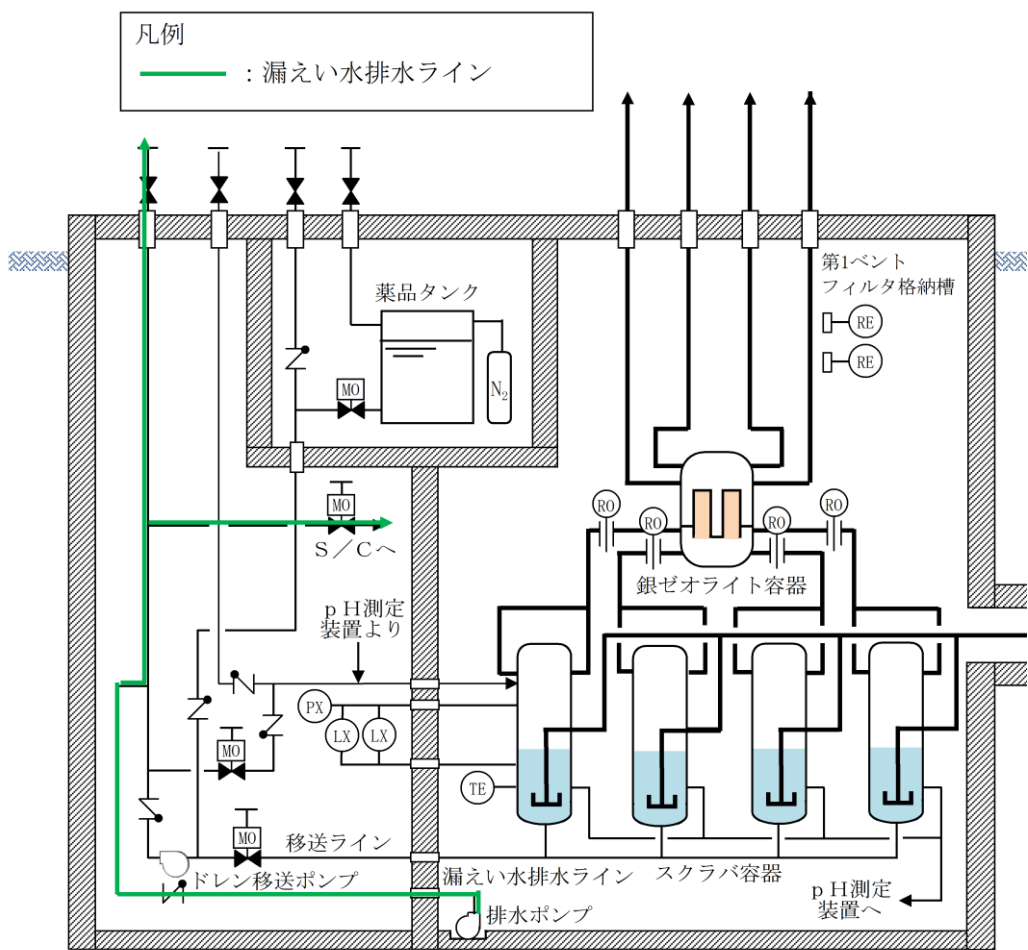 凡例
：漏えい水排水ライン
第1ベント
フィルタ格納槽
RE
RE
薬品タンク
N₂
MO
MO
S／Cへ
RO
RO
RO
RO
銀ゼオライト容器
ｐＨ測定
装置より
PX
LX
LX
MO
TE
MO
移送ライン
ドレン移送ポンプ
漏えい水排水ライン
スクラバ容器
排水ポンプ
ｐＨ測定
装置へ